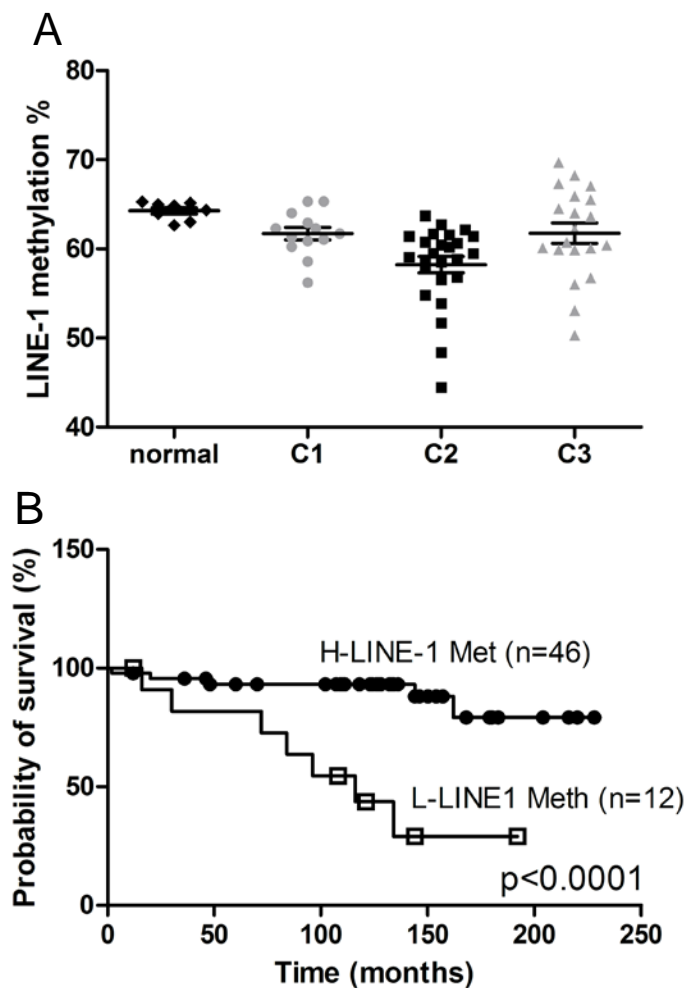 A
LINE-1 methylation %
80
70
60
50
40
normal C1 C2 C3
B
Probability of survival (%)
150
100
50
0
H-LINE-1 Met (n=46)
L-LINE1 Meth (n=12)
p<0.0001
0 50 100 150 200 250
Time (months)